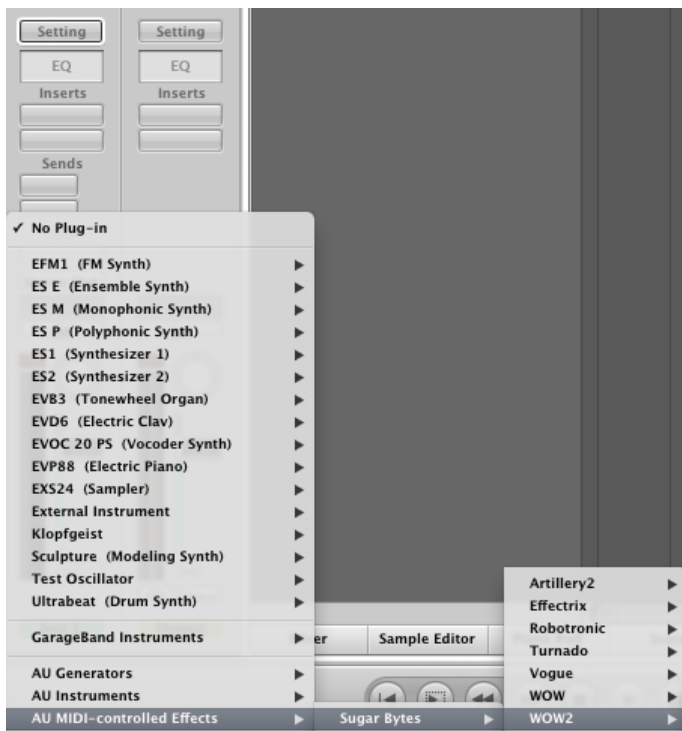 Setting
Setting
EQ
EQ
Inserts
Inserts
Sends
✓ No Plug-in
EFM1 (FM Synth)
ES E (Ensemble Synth)
ES M (Monophonic Synth)
ES P (Polyphonic Synth)
ES1 (Synthesizer 1)
ES2 (Synthesizer 2)
EVB3 (Tonewheel Organ)
EVD6 (Electric Clav)
EVOC 20 PS (Vocoder Synth)
EVP88 (Electric Piano)
EXS24 (Sampler)
External Instrument
Klopfgeist
Sculpture (Modeling Synth)
Test Oscillator
Ultrabeat (Drum Synth)
GarageBand Instruments
AU Generators
AU Instruments
AU MIDI-controlled Effects
er
Sample Editor
Sugar Bytes
Artillery2
Effectrix
Robotronic
Turnado
Vogue
WOW
WOW2